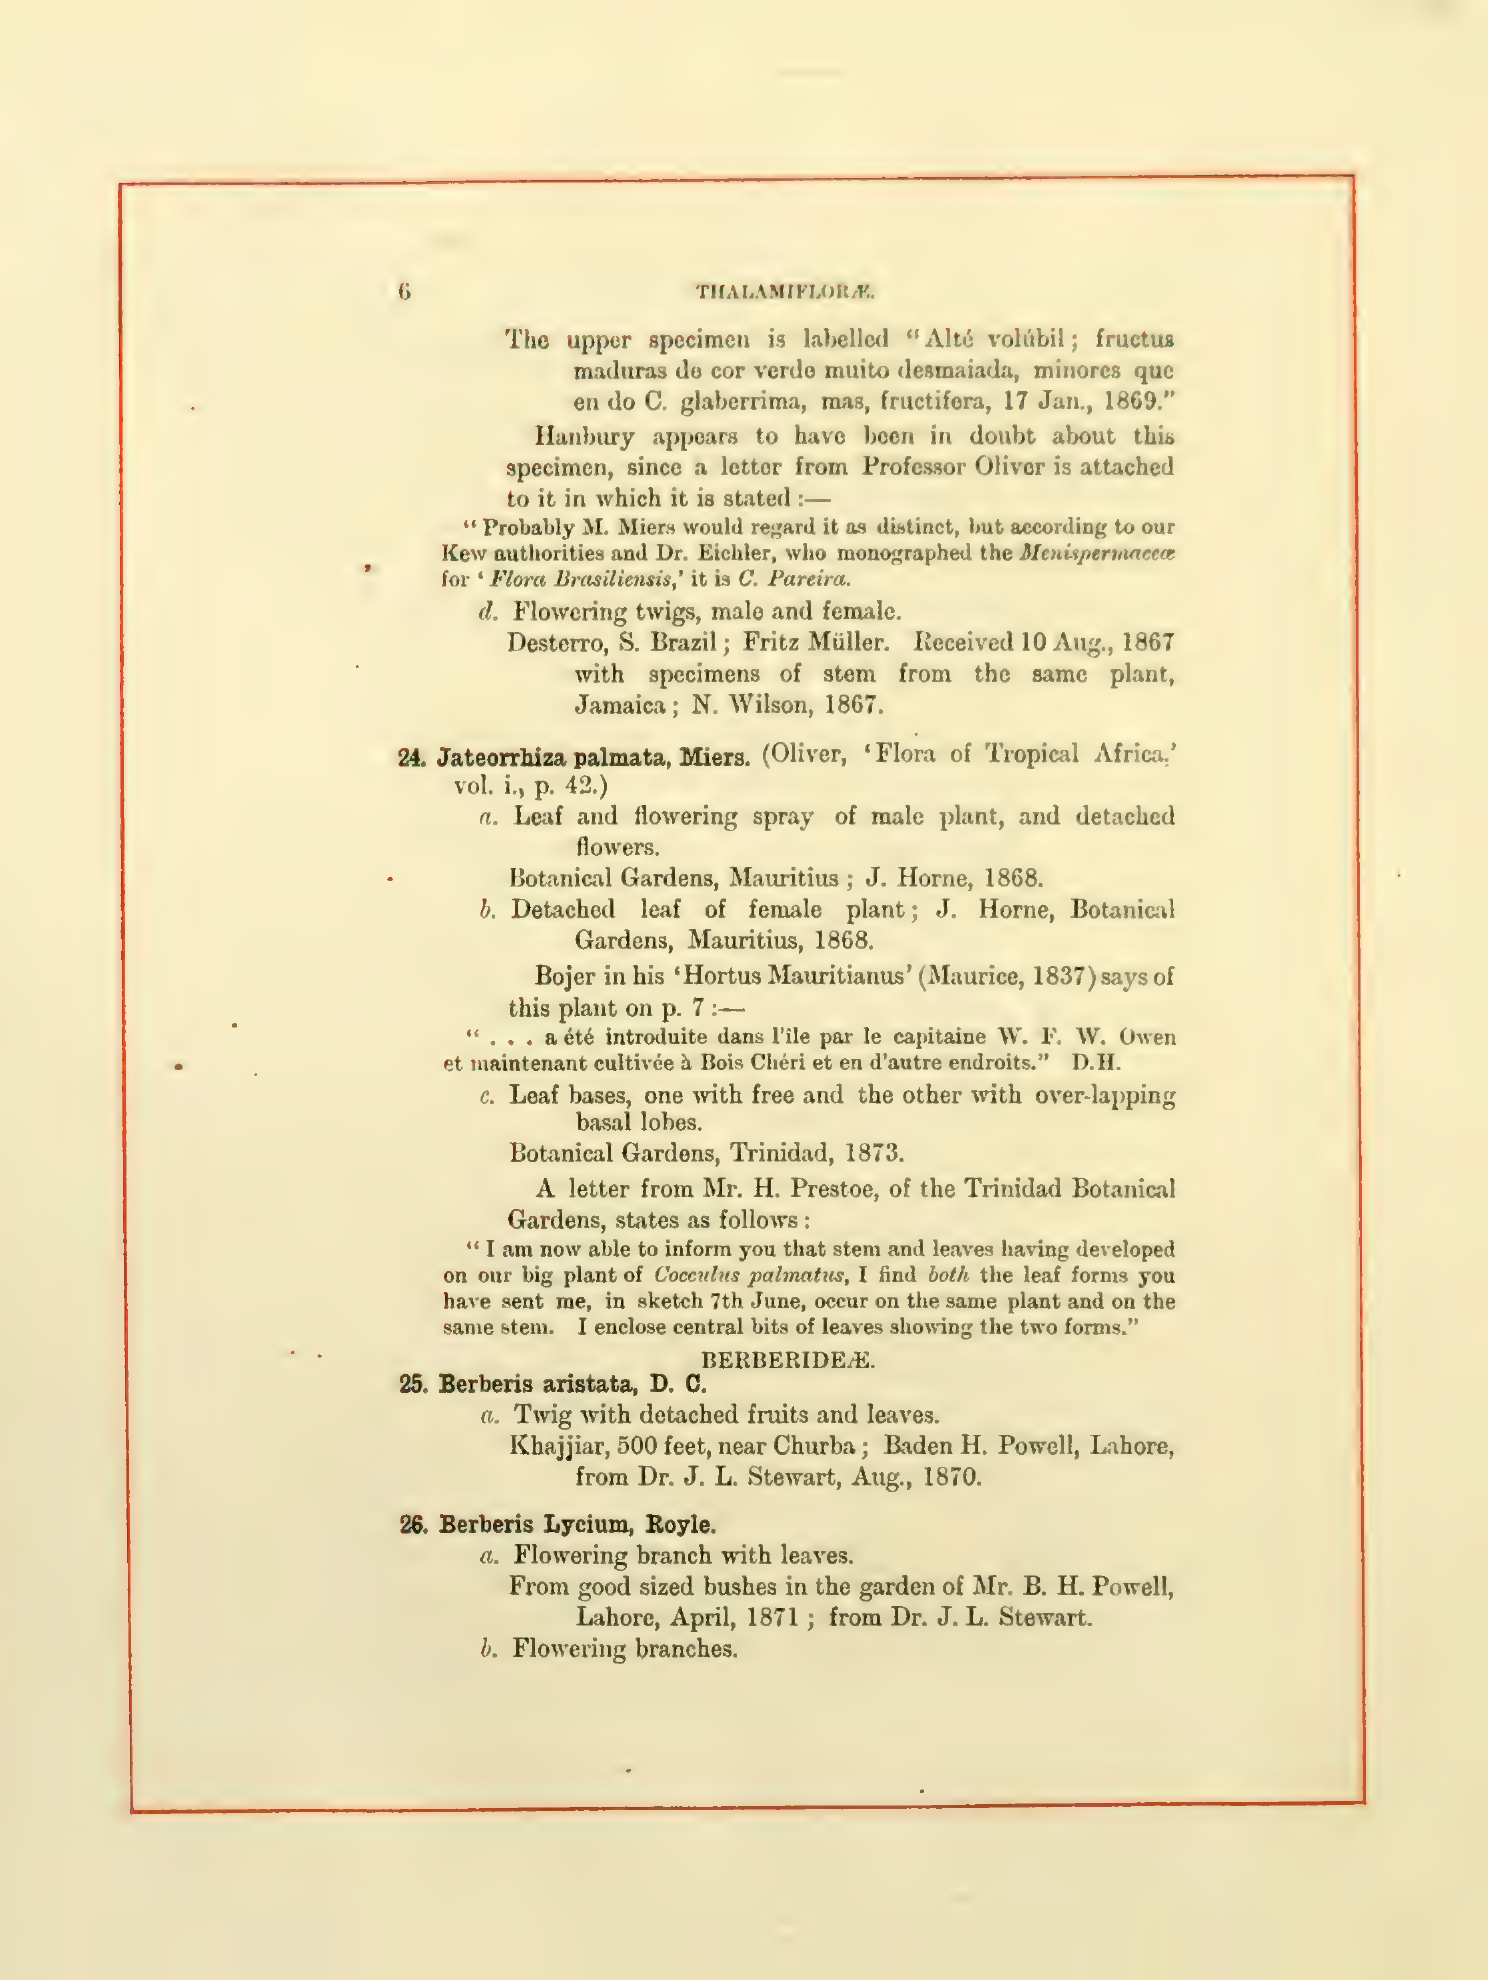 6 THALAMIFLORÆ.
The upper specimen is labelled “Alté volúbil; fructus
maduras de cor verde muito desmaiada, minores que
en do C. glaberrima, mas, fructifera, 17 Jan., 1869.”
Hanbury appears to have been in doubt about this
specimen, since a letter from Professor Oliver is attached
to it in which it is stated :—
“Probably M. Miers would regard it as distinct, but according to our
Kew authorities and Dr. Eichler, who monographed the Menispermaceæ
for ‘Flora Brasiliensis,’ it is C. Pareira.
d. Flowering twigs, male and female.
Desterro, S. Brazil; Fritz Müller. Received 10 Aug., 1867
with specimens of stem from the same plant,
Jamaica; N. Wilson, 1867.
24. Jateorrhiza palmata, Miers. (Oliver, ‘Flora of Tropical Africa,’
vol. i., p. 42.)
a. Leaf and flowering spray of male plant, and detached
flowers.
Botanical Gardens, Mauritius; J. Horne, 1868.
b. Detached leaf of female plant; J. Horne, Botanical
Gardens, Mauritius, 1868.
Bojer in his ‘Hortus Mauritianus’ (Maurice, 1837) says of
this plant on p. 7 :—
“ . . . a été introduite dans l'ile par le capitaine W. F. W. Owen
et maintenant cultivée à Bois Chéri et en d'autre endroits.” D.H.
c. Leaf bases, one with free and the other with over-lapping
basal lobes.
Botanical Gardens, Trinidad, 1873.
A letter from Mr. H. Prestoe, of the Trinidad Botanical
Gardens, states as follows :
“I am now able to inform you that stem and leaves having developed
on our big plant of Cocculus palmatus, I find both the leaf forms you
have sent me, in sketch 7th June, occur on the same plant and on the
same stem. I enclose central bits of leaves showing the two forms.”
BERBERIDEÆ.
25. Berberis aristata, D. C.
a. Twig with detached fruits and leaves.
Khajjiar, 500 feet, near Churba; Baden H. Powell, Lahore,
from Dr. J. L. Stewart, Aug., 1870.
26. Berberis Lycium, Royle.
a. Flowering branch with leaves.
From good sized bushes in the garden of Mr. B. H. Powell,
Lahore, April, 1871 ; from Dr. J. L. Stewart.
b. Flowering branches.